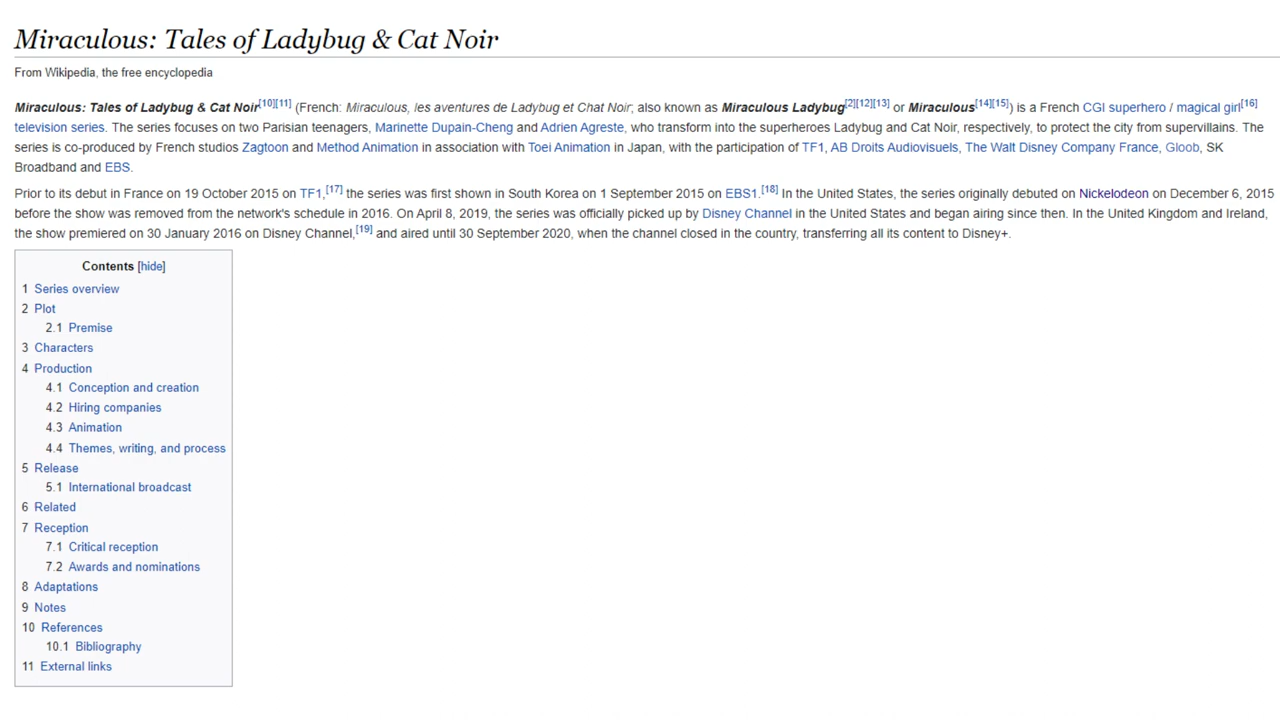 Miraculous: Tales of Ladybug & Cat Noir
From Wikipedia, the free encyclopedia
Miraculous: Tales of Ladybug & Cat Noir[10][11] (French: Miraculous, les aventures de Ladybug et Chat Noir; also known as Miraculous Ladybug[2][12][13] or Miraculous[14][15]) is a French CGI superhero / magical girl[16]
television series. The series focuses on two Parisian teenagers, Marinette Dupain-Cheng and Adrien Agreste, who transform into the superheroes Ladybug and Cat Noir, respectively, to protect the city from supervillains. The
series is co-produced by French studios Zagtoon and Method Animation in association with Toei Animation in Japan, with the participation of TF1, AB Droits Audiovisuels, The Walt Disney Company France, Gloob, SK
Broadband and EBS.
Prior to its debut in France on 19 October 2015 on TF1,[17] the series was first shown in South Korea on 1 September 2015 on EBS1.[18] In the United States, the series originally debuted on Nickelodeon on December 6, 2015
before the show was removed from the network's schedule in 2016. On April 8, 2019, the series was officially picked up by Disney Channel in the United States and began airing since then. In the United Kingdom and Ireland,
the show premiered on 30 January 2016 on Disney Channel,[19] and aired until 30 September 2020, when the channel closed in the country, transferring all its content to Disney+.
Contents [hide]
1 Series overview
2 Plot
2.1 Premise
3 Characters
4 Production
4.1 Conception and creation
4.2 Hiring companies
4.3 Animation
4.4 Themes, writing, and process
5 Release
5.1 International broadcast
6 Related
7 Reception
7.1 Critical reception
7.2 Awards and nominations
8 Adaptations
9 Notes
10 References
10.1 Bibliography
11 External links